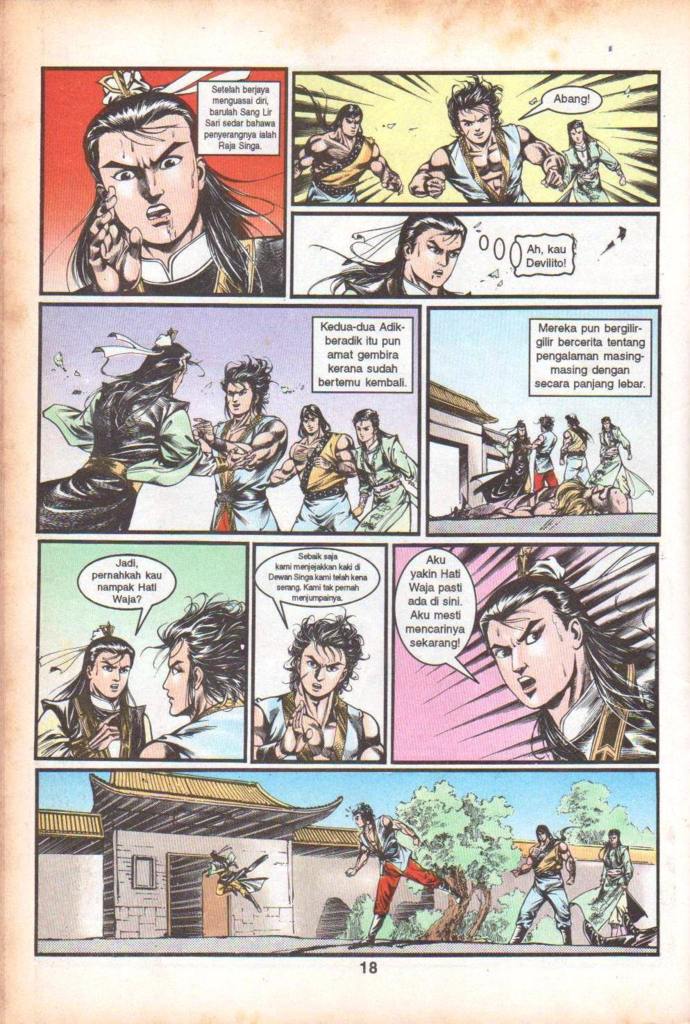 Setelah berjaya
menguasai diri,
barulah Sang Lir
Sari sedar bahawa
penyerangnya ialah
Raja Singa.
Abang!
Ah, kau
Devilito!
Kedua-dua Adik-
beradik itu pun
amat gembira
kerana sudah
bertemu kembali.
Mereka pun bergilir-
gilir bercerita tentang
pengalaman masing-
masing dengan
secara panjang lebar.
Jadi,
pernahkah kau
nampak Hati
Waja?
Sebaik saja
kami menjejakkan kaki di
Dewan Singa kami telah kena
serang. Kami tak pernah
menjumpainya.
Aku
yakin Hati
Waja pasti
ada di sini.
Aku mesti
mencarinya
sekarang!
18